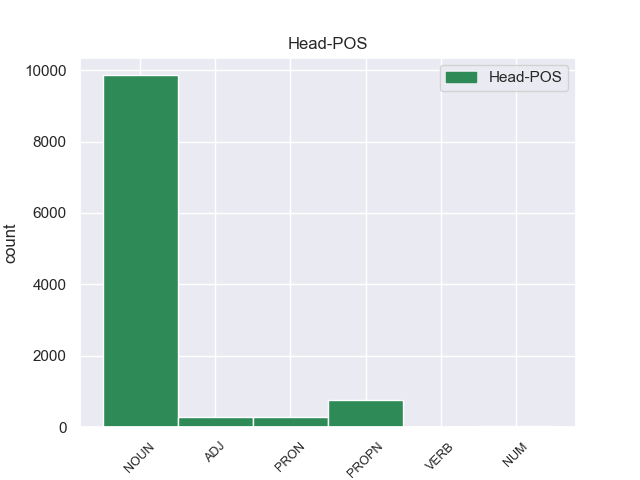 Head-POS
Head-POS
10000
8000
6000
4000
2000
0
count
NOUN
ADJ
PRON
PROPN
VERB
NUM